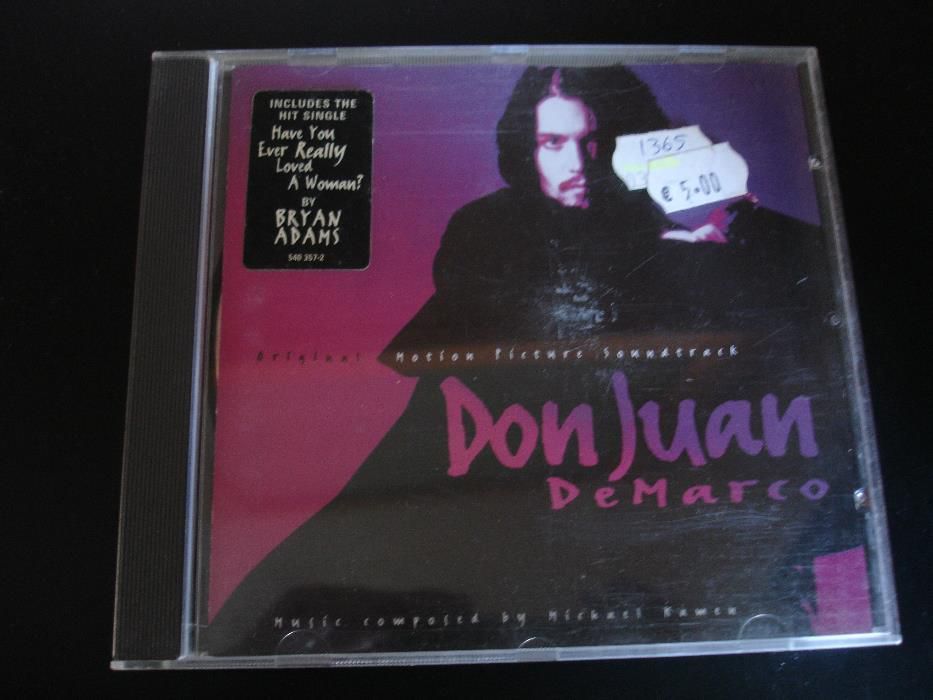 INCLUDES THE
HIT SINGLE
Have You
Ever Really
Loved
A Woman?
BY
BRYAN
ADAMS
540 357-2
1365
03
€ 5.00
Original Motion Picture Soundtrack
Don Juan
DeMarco
Music composed by Michael Kamen